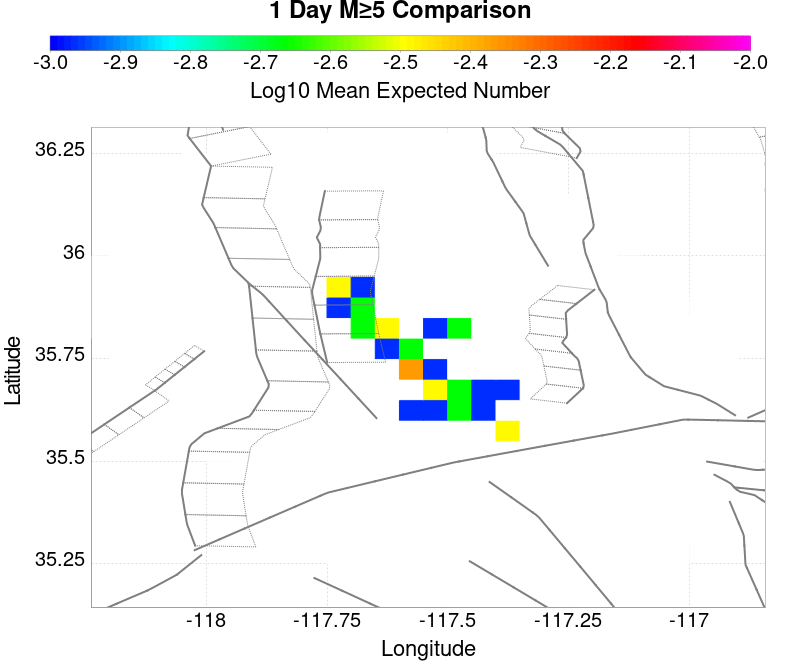 1 Day M≥5 Comparison
-3.0 -2.9 -2.8 -2.7 -2.6 -2.5 -2.4 -2.3 -2.2 -2.1 -2.0
Log10 Mean Expected Number
36.25
36
35.75
35.5
35.25
Latitude
-118 -117.75 -117.5 -117.25 -117
Longitude